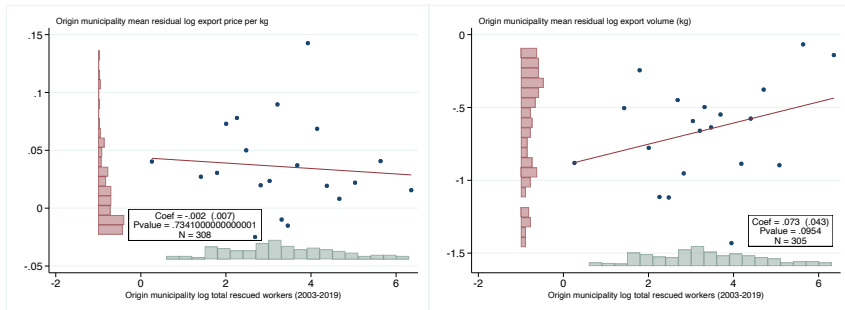 Origin municipality mean residual log export price per kg
.15
.1
.05
0
-.05
Coef = -.002 (.007)
Pvalue = .7341000000000001
N = 308
-2
0
2
4
6
Origin municipality log total rescued workers (2003-2019)
Origin municipality mean residual log export volume (kg)
0
-.5
-1
-1.5
Coef = .073 (.043)
Pvalue = .0954
N = 305
-2
0
2
4
6
Origin municipality log total rescued workers (2003-2019)